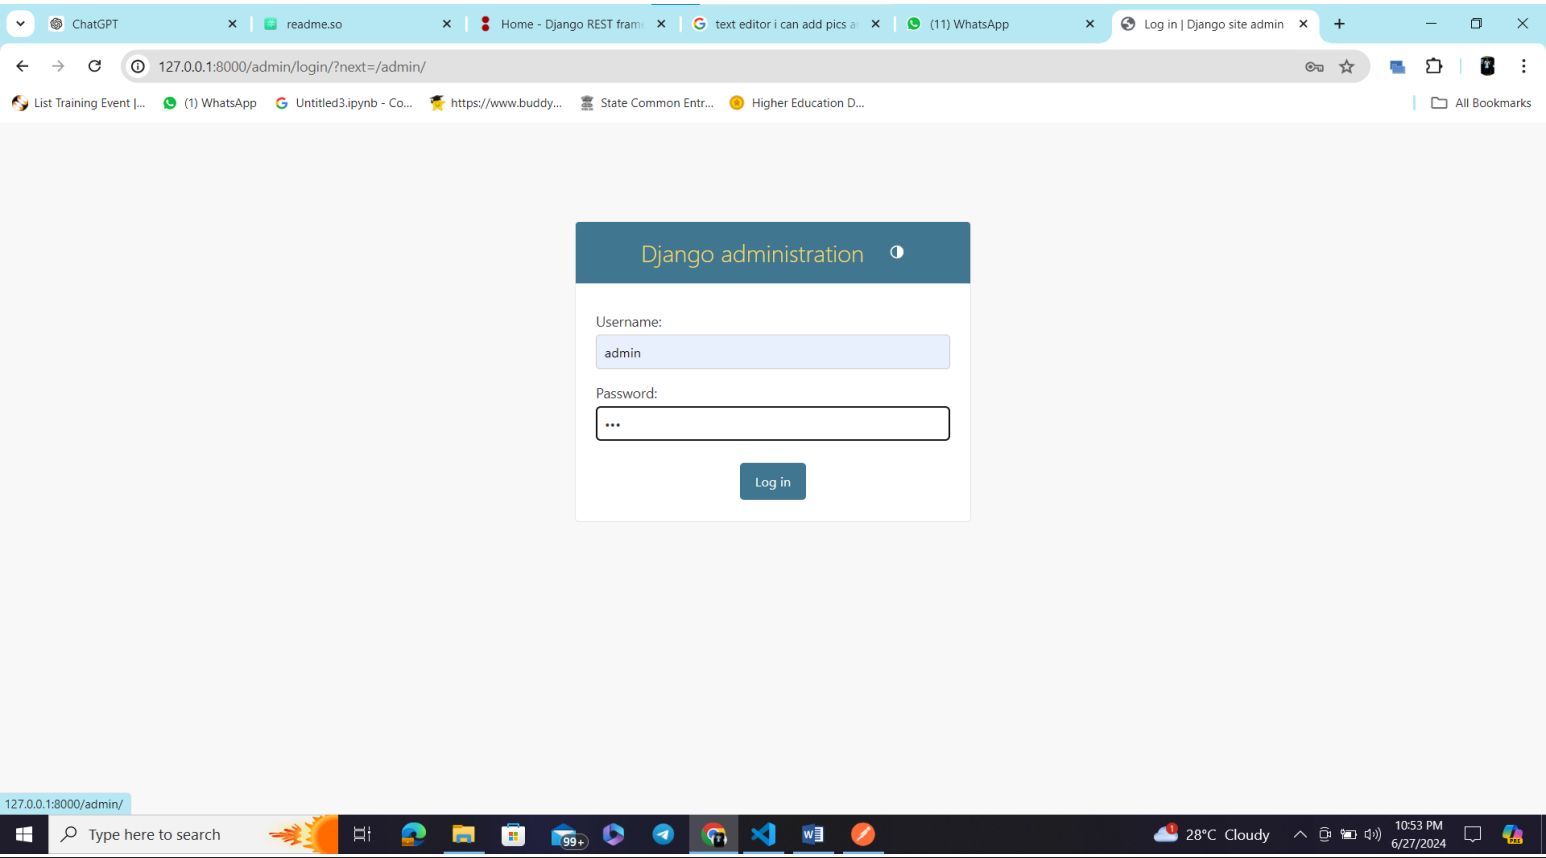 ChatGPT
readme.so
Home - Django REST fram
text editor i can add pics a
(11) WhatsApp
Log in | Django site admin
127.0.0.1:8000/admin/login/?next=/admin/
List Training Event |...
(1) WhatsApp
Untitled3.ipynb - Co...
https://www.buddy...
State Common Entr...
Higher Education D...
All Bookmarks
Django administration
Username:
admin
Password:
•••
Log in
127.0.0.1:8000/admin/
Type here to search
99+
1
28°C Cloudy
10:53 PM
6/27/2024
PRE